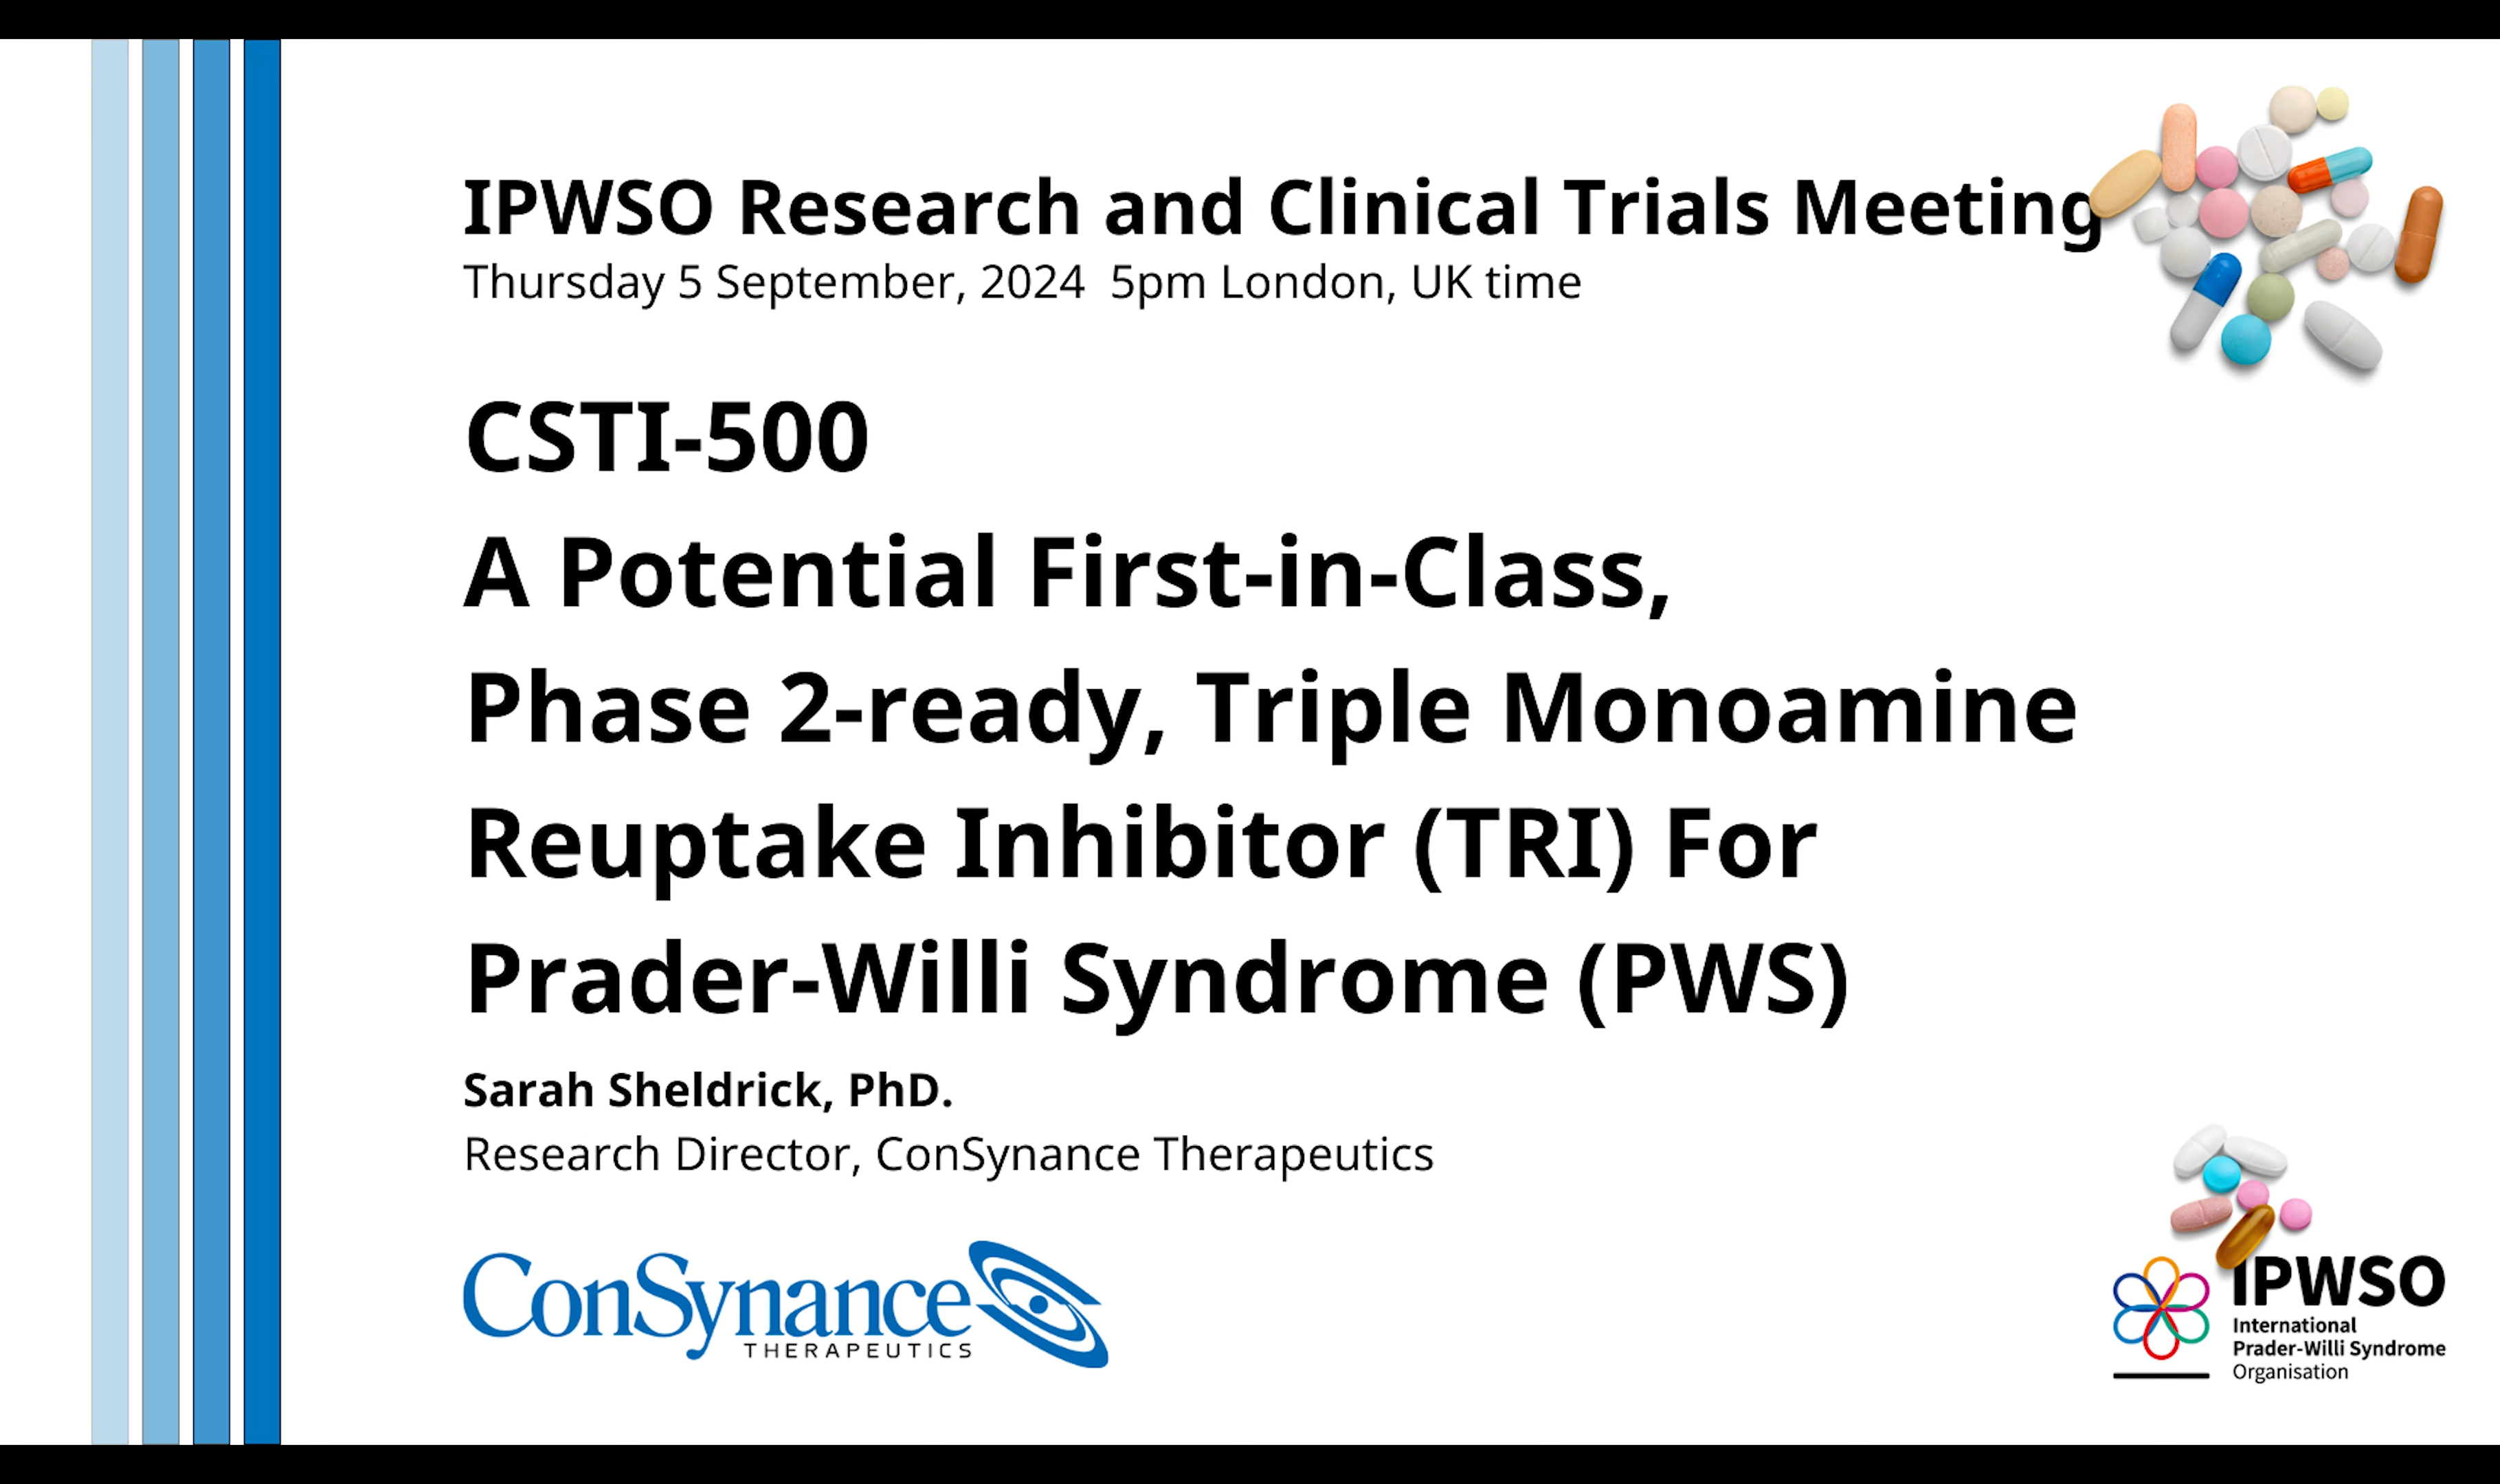 IPWSO Research and Clinical Trials Meeting
Thursday 5 September, 2024  5pm London, UK time
CSTI-500
A Potential First-in-Class,
Phase 2-ready, Triple Monoamine
Reuptake Inhibitor (TRI) For
Prader-Willi Syndrome (PWS)
Sarah Sheldrick, PhD.
Research Director, ConSynance Therapeutics
ConSynance
THERAPEUTICS
IPWSO
International
Prader-Willi Syndrome
Organisation